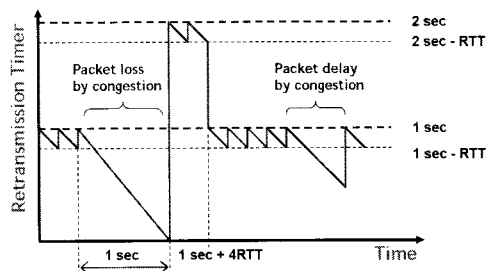 2 sec
2 sec - RTT
Packet loss
by congestion
Packet delay
by congestion
1 sec
1 sec - RTT
Retransmission Timer
1 sec
1 sec + 4RTT
Time